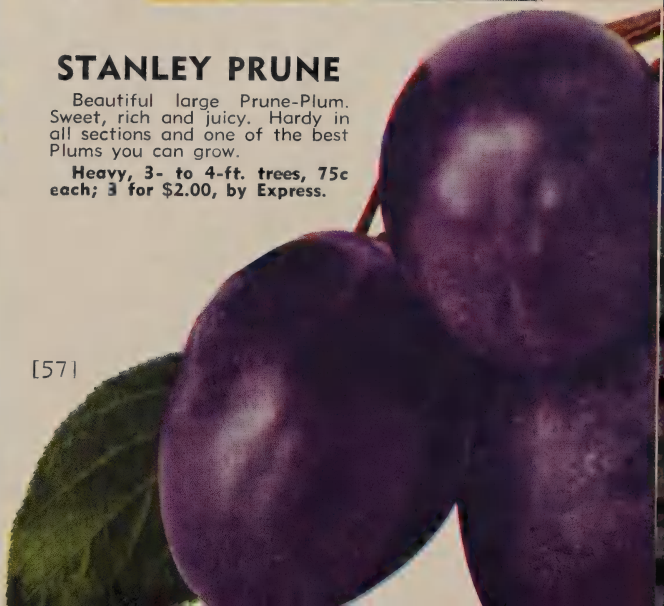 STANLEY PRUNE
Beautiful large Prune-Plum.
Sweet, rich and juicy. Hardy in
all sections and one of the best
Plums you can grow.
Heavy, 3- to 4-ft. trees, 75c
each; 3 for $2.00, by Express.
[57]